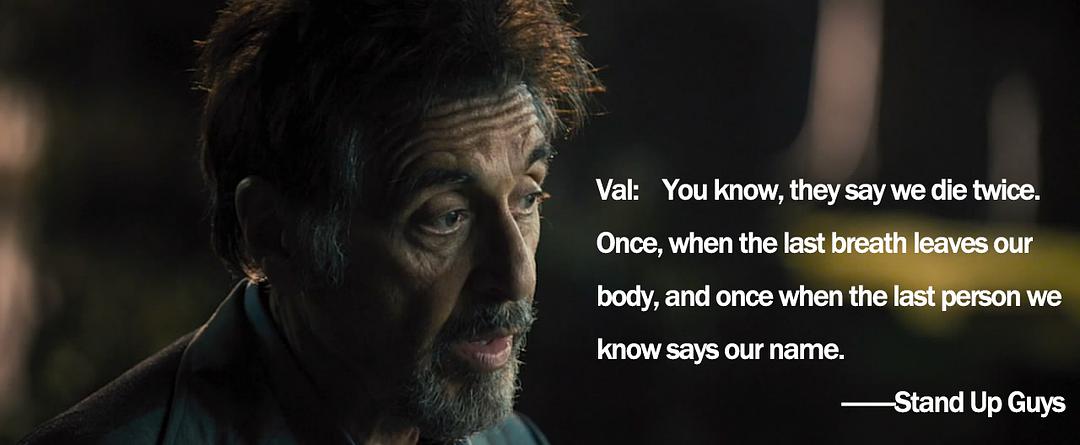 Val: You know, they say we die twice.
Once, when the last breath leaves our
body, and once when the last person we
know says our name.
——Stand Up Guys